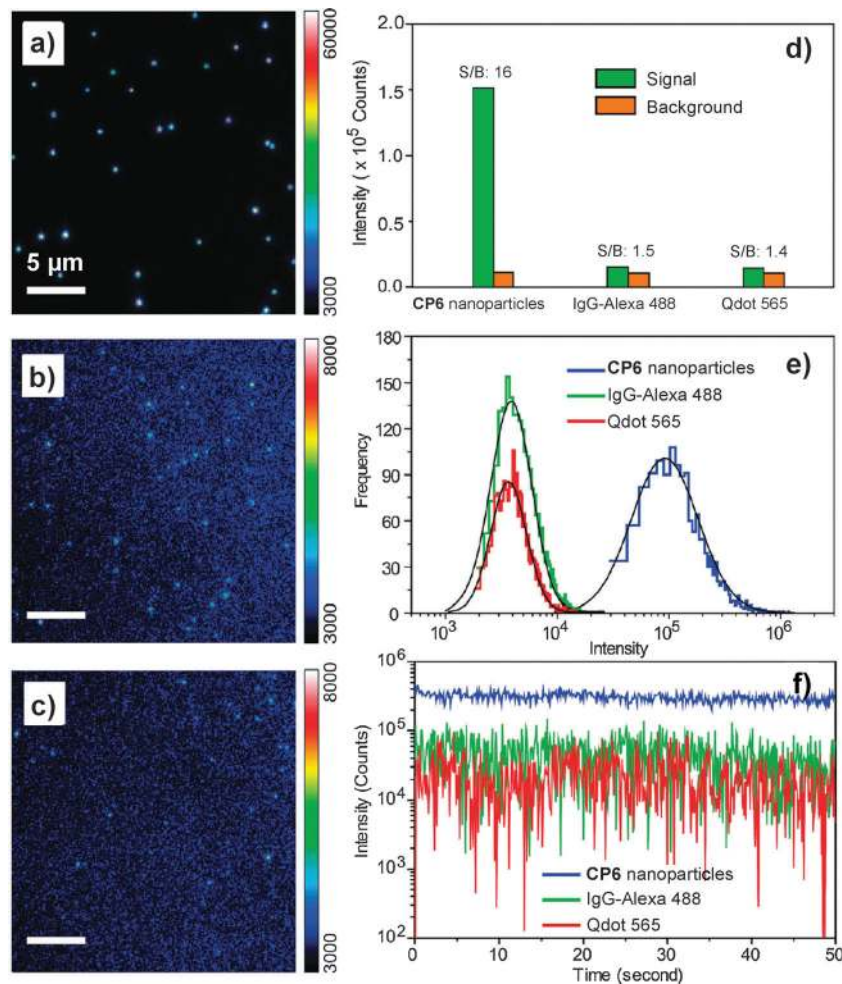 a)
5 µm
60000
3000
b)
8000
3000
c)
8000
3000
d)
S/B: 16
Signal
Background
S/B: 1.5
S/B: 1.4
Intensity ( x 10⁵ Counts)
2.0
1.5
1.0
0.5
0.0
CP6 nanoparticles
IgG-Alexa 488
Qdot 565
e)
CP6 nanoparticles
IgG-Alexa 488
Qdot 565
Frequency
180
150
120
90
60
30
0
10³
10⁴
10⁵
10⁶
Intensity
f)
Intensity (Counts)
10⁶
10⁵
10⁴
10³
10²
CP6 nanoparticles
IgG-Alexa 488
Qdot 565
0
10
20
30
40
50
Time (second)